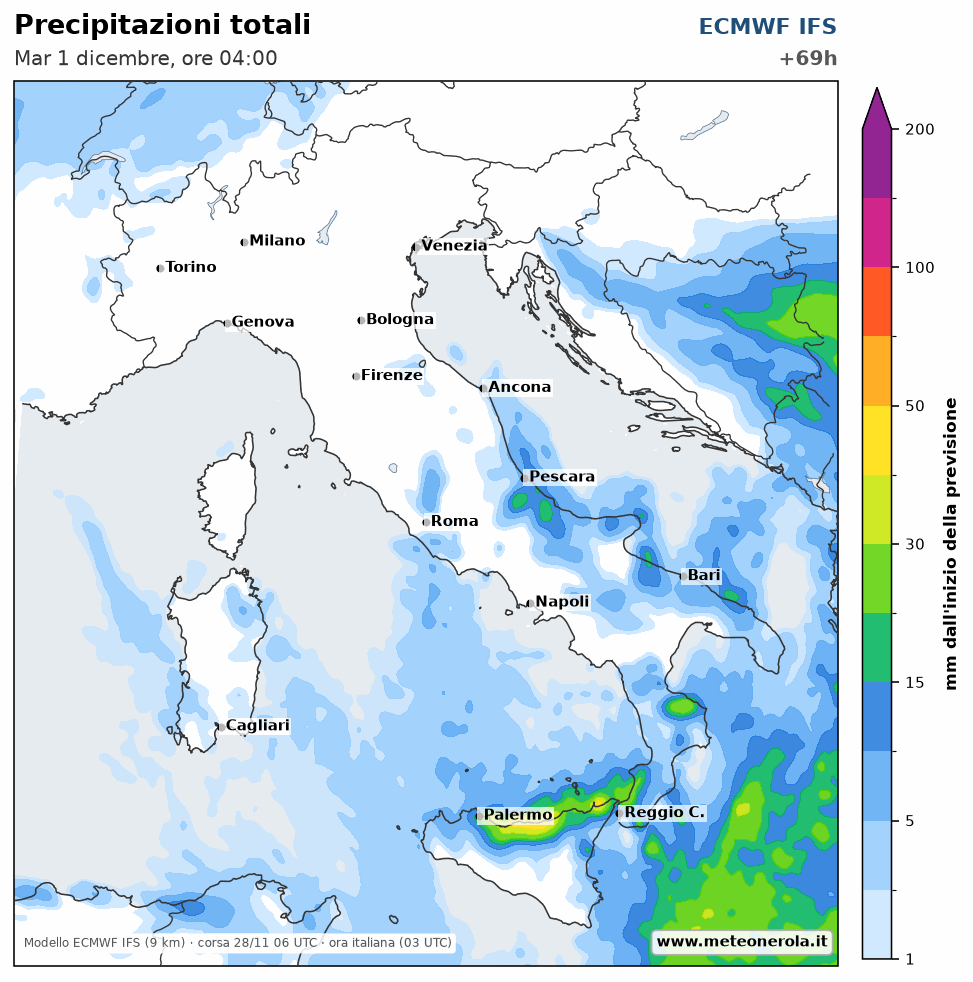 Precipitazioni totali
ECMWF IFS
Mar 1 dicembre, ore 04:00
+69h
200
100
50
30
15
5
1
mm dall'inizio della previsione
Milano
Venezia
Torino
Genova
Bologna
Firenze
Ancona
Pescara
Roma
Bari
Napoli
Cagliari
Palermo
Reggio C.
Modello ECMWF IFS (9 km) · corsa 28/11 06 UTC · ora italiana (03 UTC)
www.meteonerola.it